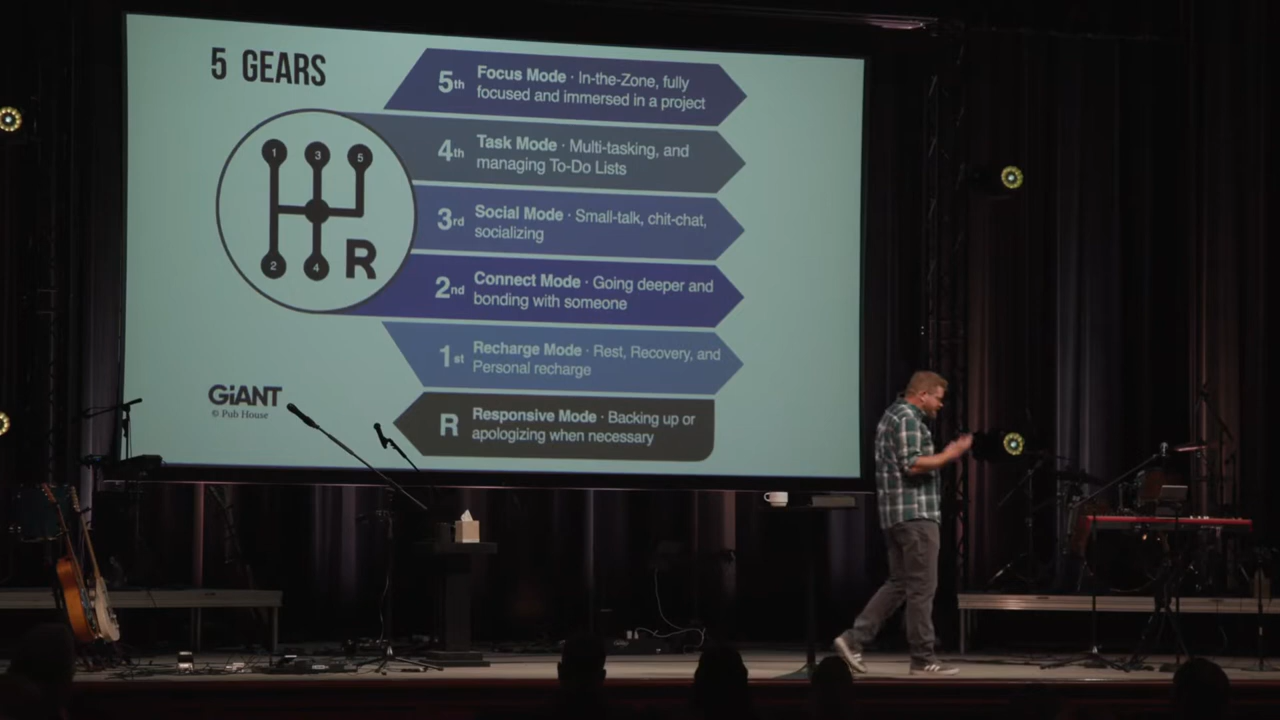 5 GEARS
5th
Focus Mode · In-the-Zone, fully
focused and immersed in a project
4th
Task Mode · Multi-tasking, and
managing To-Do Lists
3rd
Social Mode · Small-talk, chit-chat,
socializing
2nd
Connect Mode · Going deeper and
bonding with someone
1st
Recharge Mode · Rest, Recovery, and
Personal recharge
R
Responsive Mode · Backing up or
apologizing when necessary
1 3 5
R
2 4
GiANT
© Pub House